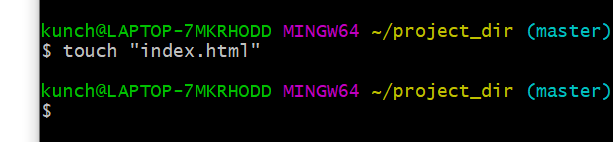 kunch@LAPTOP-7MKRHODD MINGW64 ~/project_dir (master)
$ touch "index.html"
kunch@LAPTOP-7MKRHODD MINGW64 ~/project_dir (master)
$